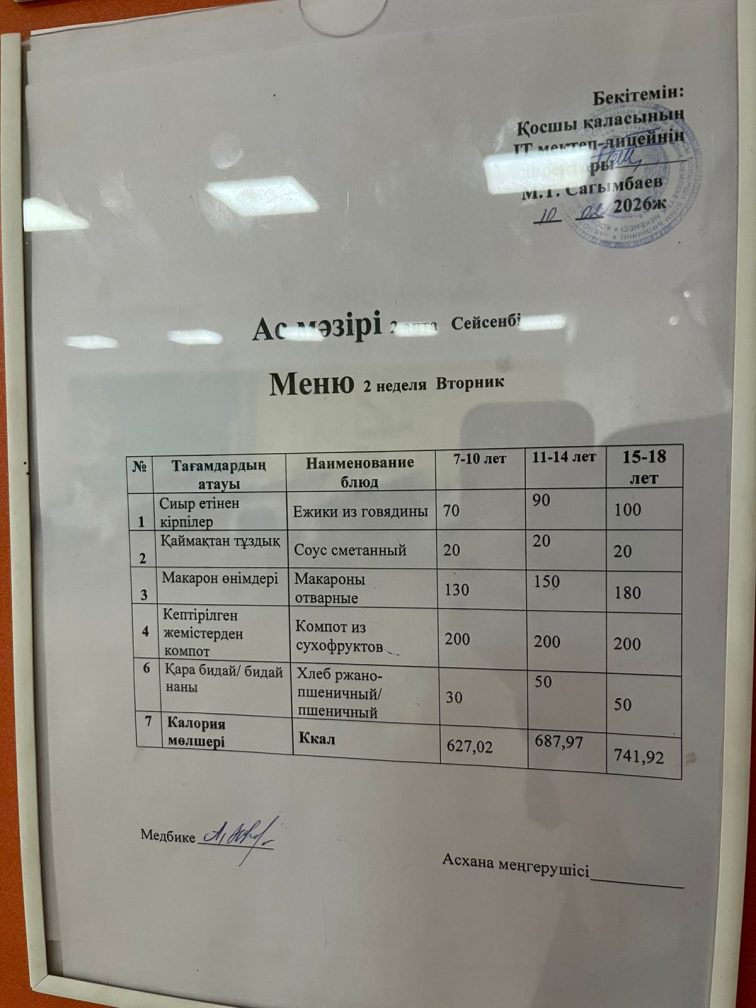 Бекітемін:
Қосшы қаласының
IT мектеп-лицейнің
М.Т. Сагымбаев
10 02 2026ж
Ас мәзірі 2 апта Сейсенбі
Меню 2 неделя Вторник
№ Тағамдардың атауы Наименование блюд 7-10 лет 11-14 лет 15-18 лет
1 Сиыр етінен кірпілер Ежики из говядины 70 90 100
2 Қаймақтан тұздық Соус сметанный 20 20 20
3 Макарон өнімдері Макароны отварные 130 150 180
4 Кептірілген жемістерден компот Компот из сухофруктов 200 200 200
6 Қара бидай/ бидай наны Хлеб ржано-пшеничный/ пшеничный 30 50 50
7 Калория мөлшері Ккал 627,02 687,97 741,92
Медбике
Асхана меңгерушісі